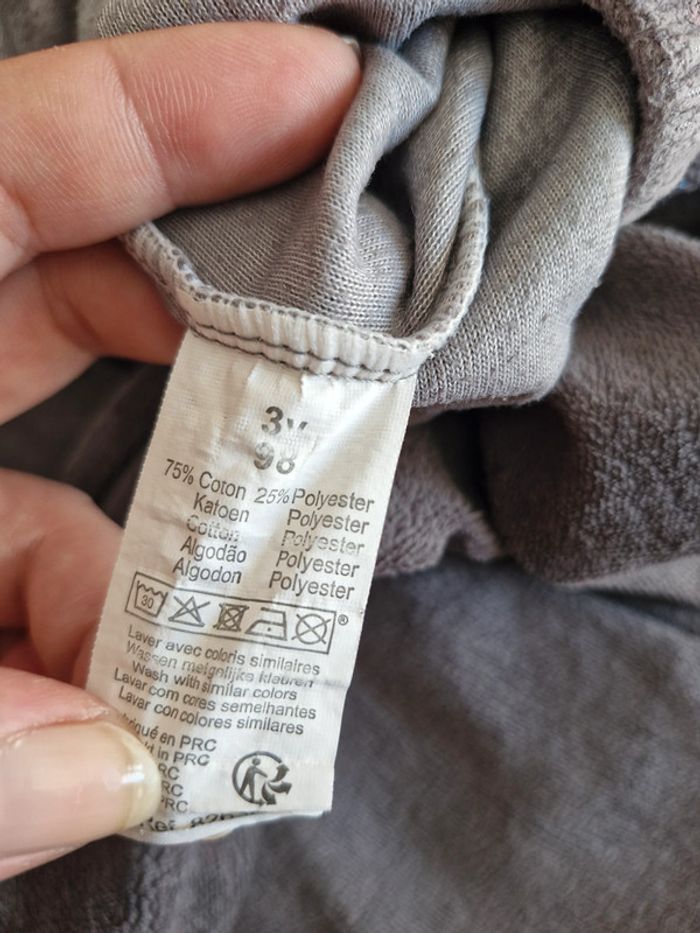 3y
98
75% Coton 25% Polyester
Katoen Polyester
Cotton Polyester
Algodão Polyester
Algodon Polyester
30
®
Laver avec coloris similaires
Wassen met gelijke kleuren
Wash with similar colors
Lavar com cores semelhantes
Lavar con colores similares
en PRC
in PRC
PRC